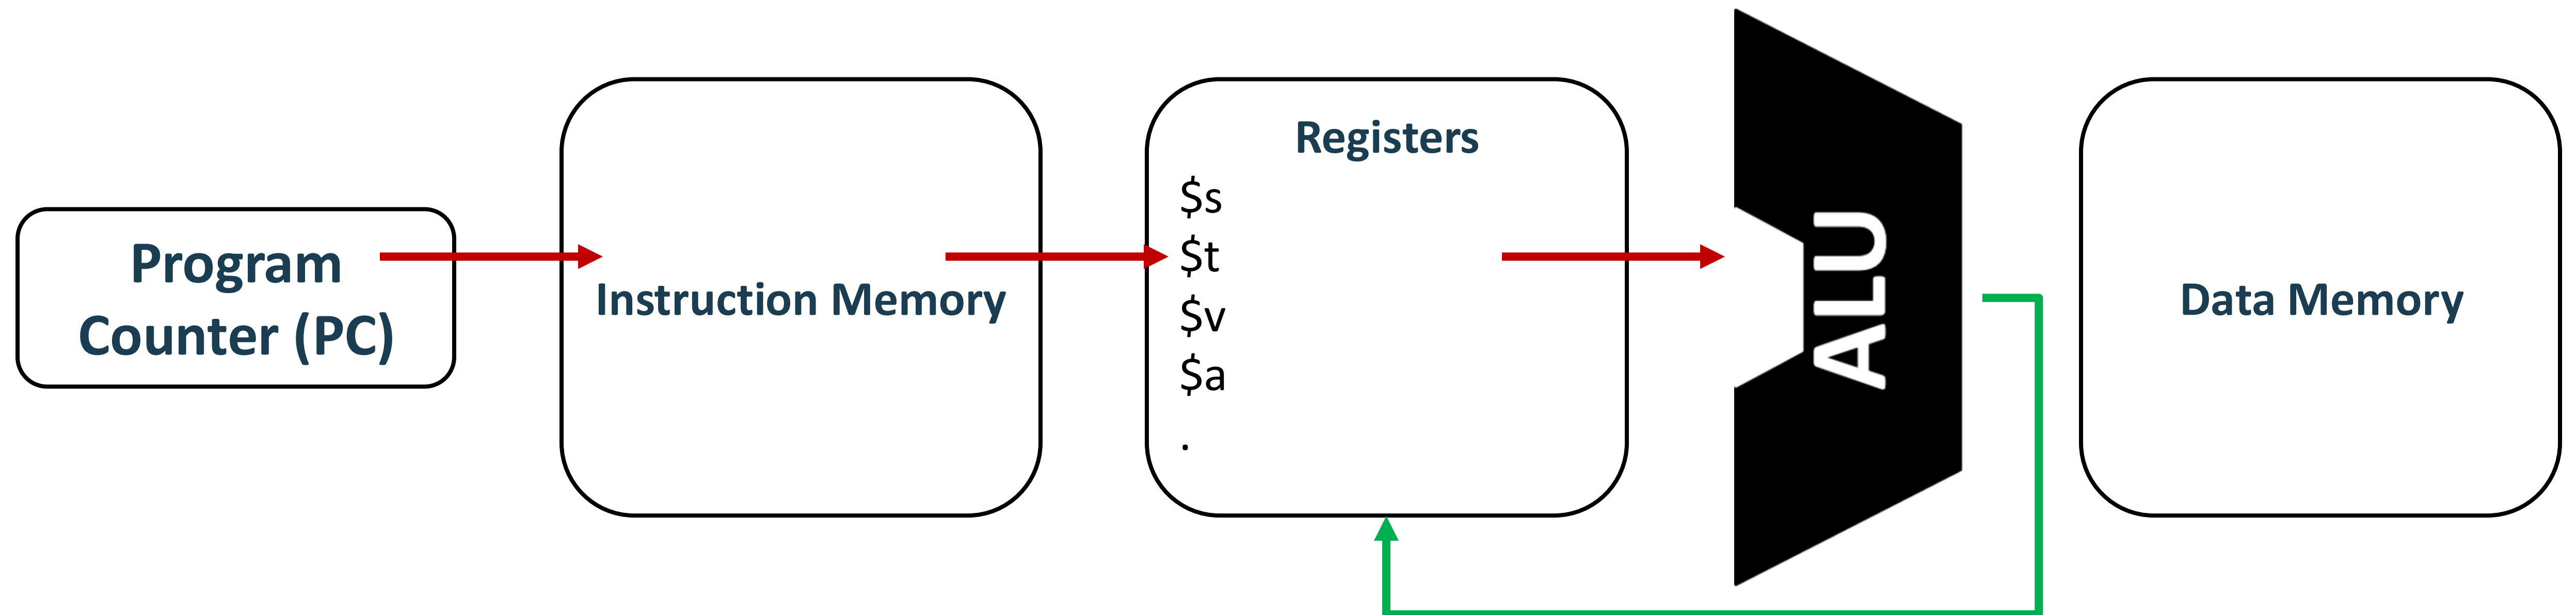 Program
Counter (PC)
Instruction Memory
Registers
$s
$t
$v
$a
.
ALU
Data Memory